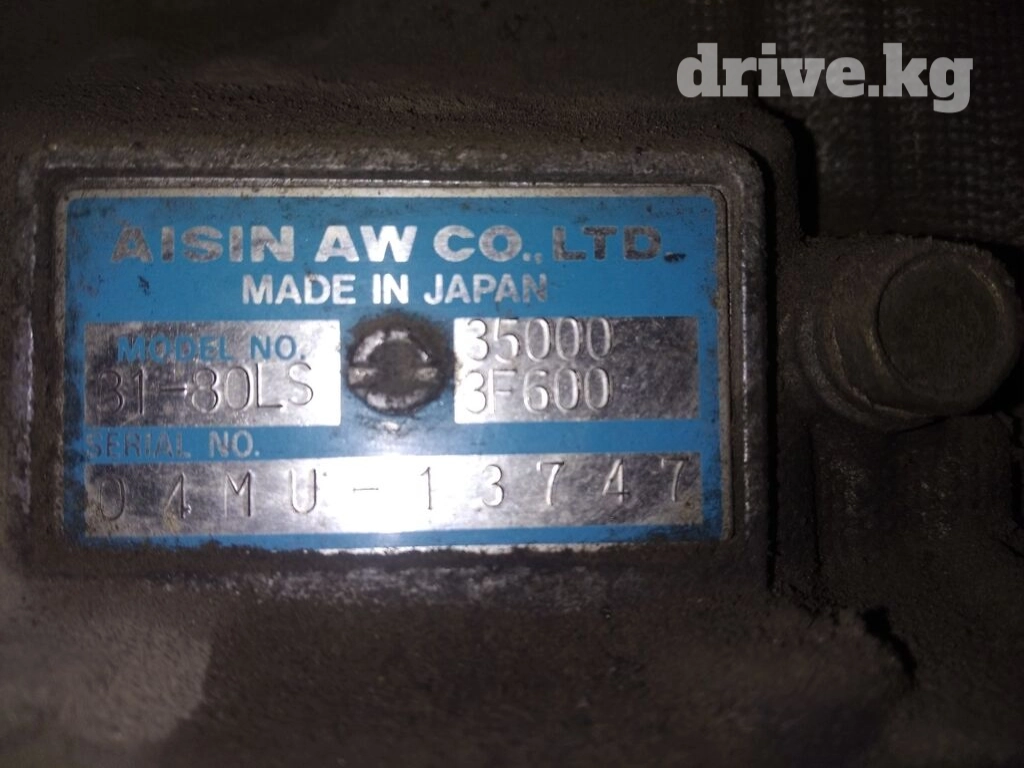 drive.kg
AISIN AW CO., LTD.
MADE IN JAPAN
MODEL NO.
31-80LS
35000
3F600
SERIAL NO.
04MU-13747